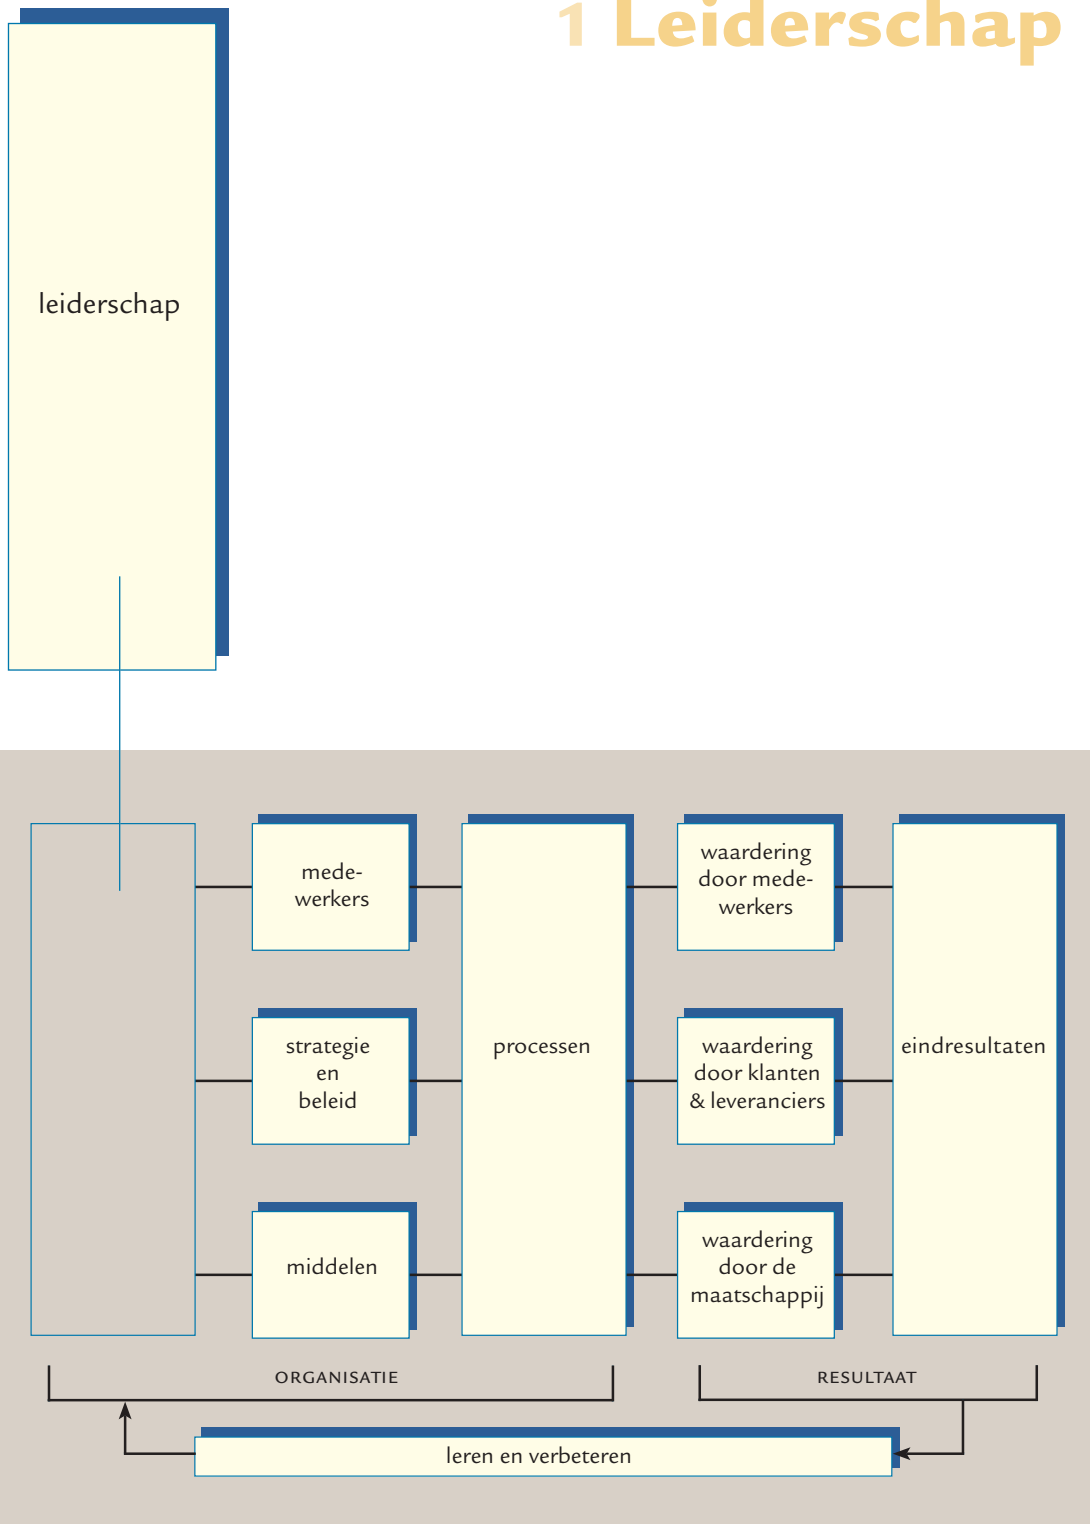 1 Leiderschap
leiderschap
mede-
werkers
strategie
en
beleid
middelen
processen
waardering
door mede-
werkers
waardering
door klanten
& leveranciers
waardering
door de
maatschappij
eindresultaten
ORGANISATIE
RESULTAAT
leren en verbeteren